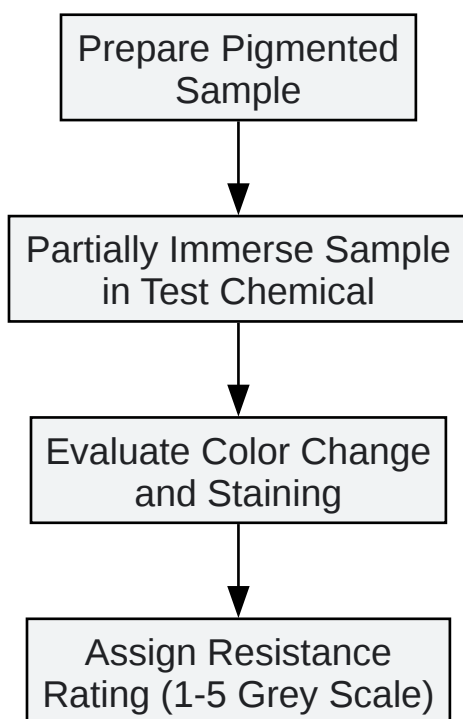 Prepare Pigmented
Sample
Partially Immerse Sample
in Test Chemical
Evaluate Color Change
and Staining
Assign Resistance
Rating (1-5 Grey Scale)